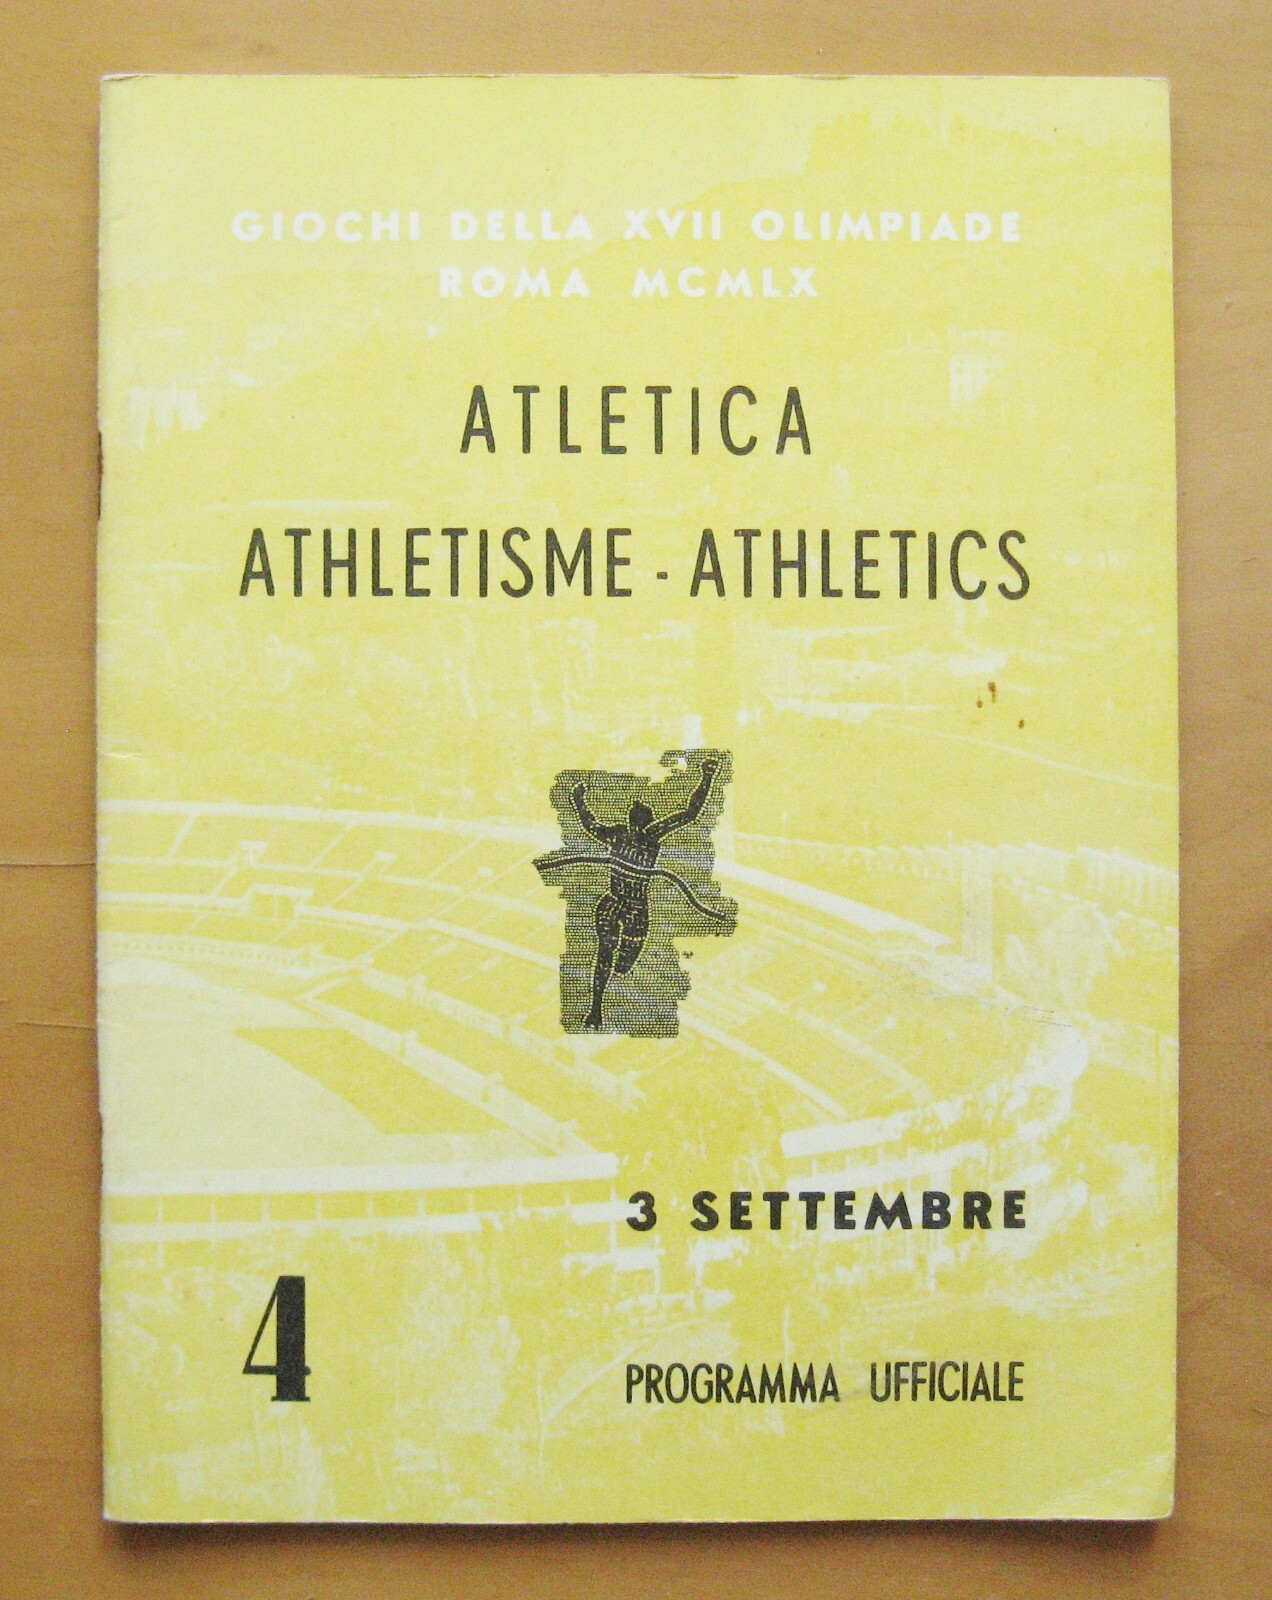 GIOCHI DELLA XVII OLIMPIADE
ROMA MCMLX
ATLETICA
ATHLETISME - ATHLETICS
3 SETTEMBRE
4
PROGRAMMA UFFICIALE